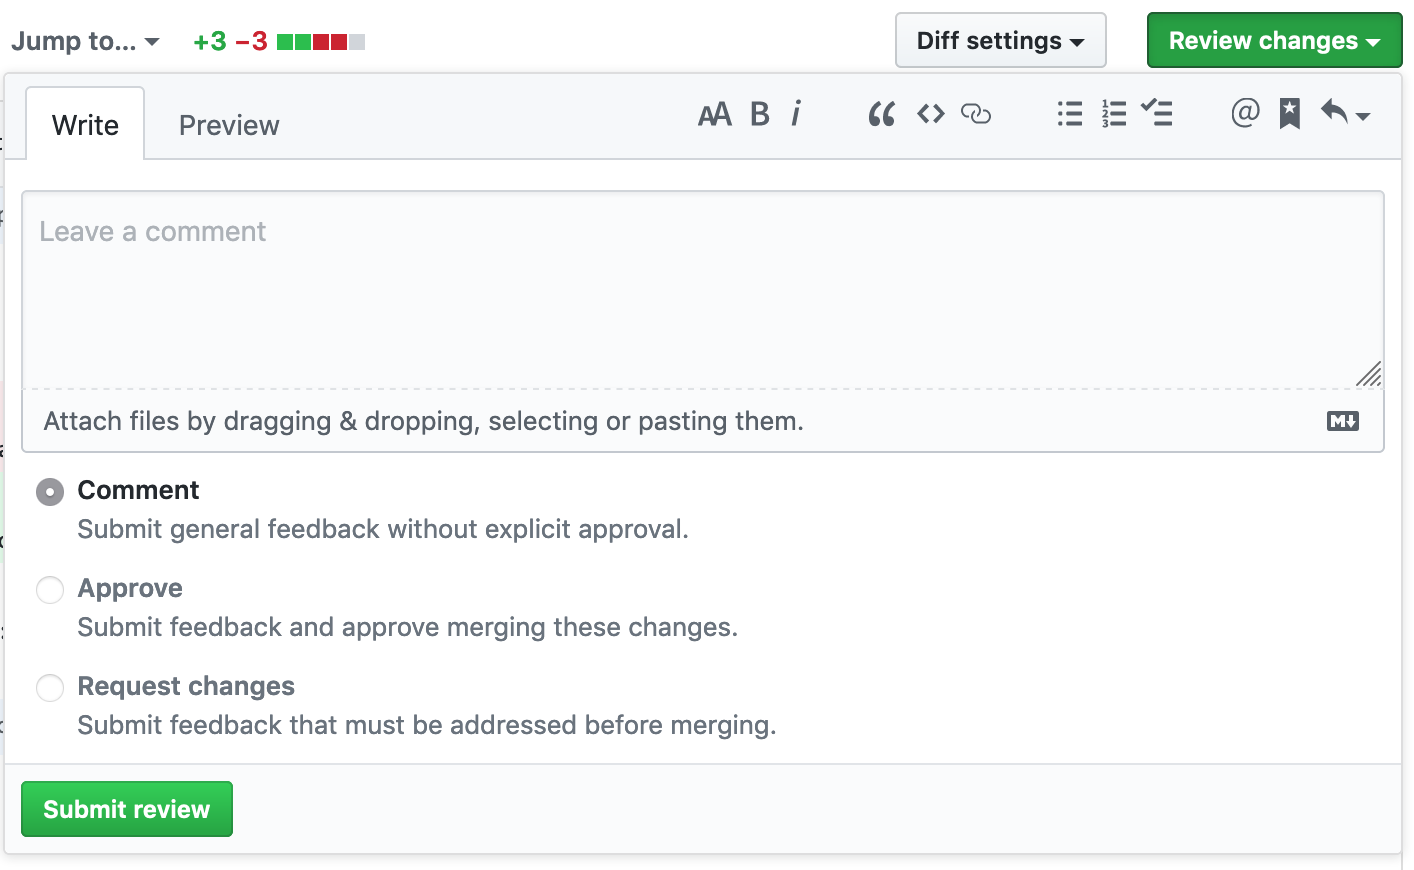 Jump to... +3 −3 Diff settings Review changes
Write Preview AA B i “ <> @
Leave a comment
Attach files by dragging & dropping, selecting or pasting them. M↓
Comment
Submit general feedback without explicit approval.
Approve
Submit feedback and approve merging these changes.
Request changes
Submit feedback that must be addressed before merging.
Submit review